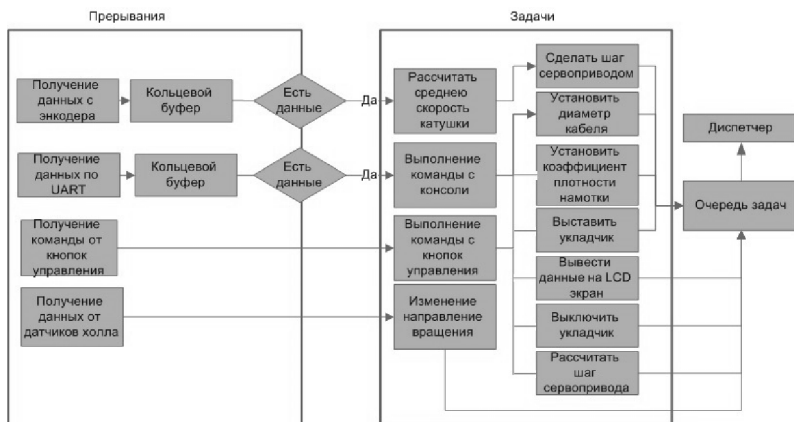 Прерывания
Задачи
Получение
данных с
энкодера
Кольцевой
буфер
Есть
данные
Да
Рассчитать
среднею
скорость
катушки
Сделать шаг
сервоприводом
Установить
диаметр
кабеля
Диспетчер
Получение
данных по
UART
Кольцевой
буфер
Есть
данные
Да
Выполнение
команды с
консоли
Установить
коэффициент
плотности
намотки
Очередь задач
Получение
команды от
кнопок
управления
Выполнение
команды с
кнопок
управления
Выставить
укладчик
Вывести
данные на LCD
экран
Получение
данных от
датчиков холла
Изменение
направление
вращения
Выключить
укладчик
Рассчитать
шаг
сервопривода